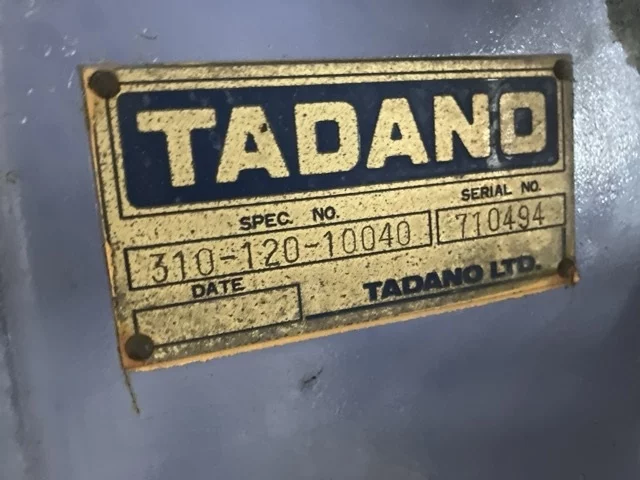 TADANO
SPEC. NO. SERIAL NO.
310-120-10040 710494
DATE
TADANO LTD.